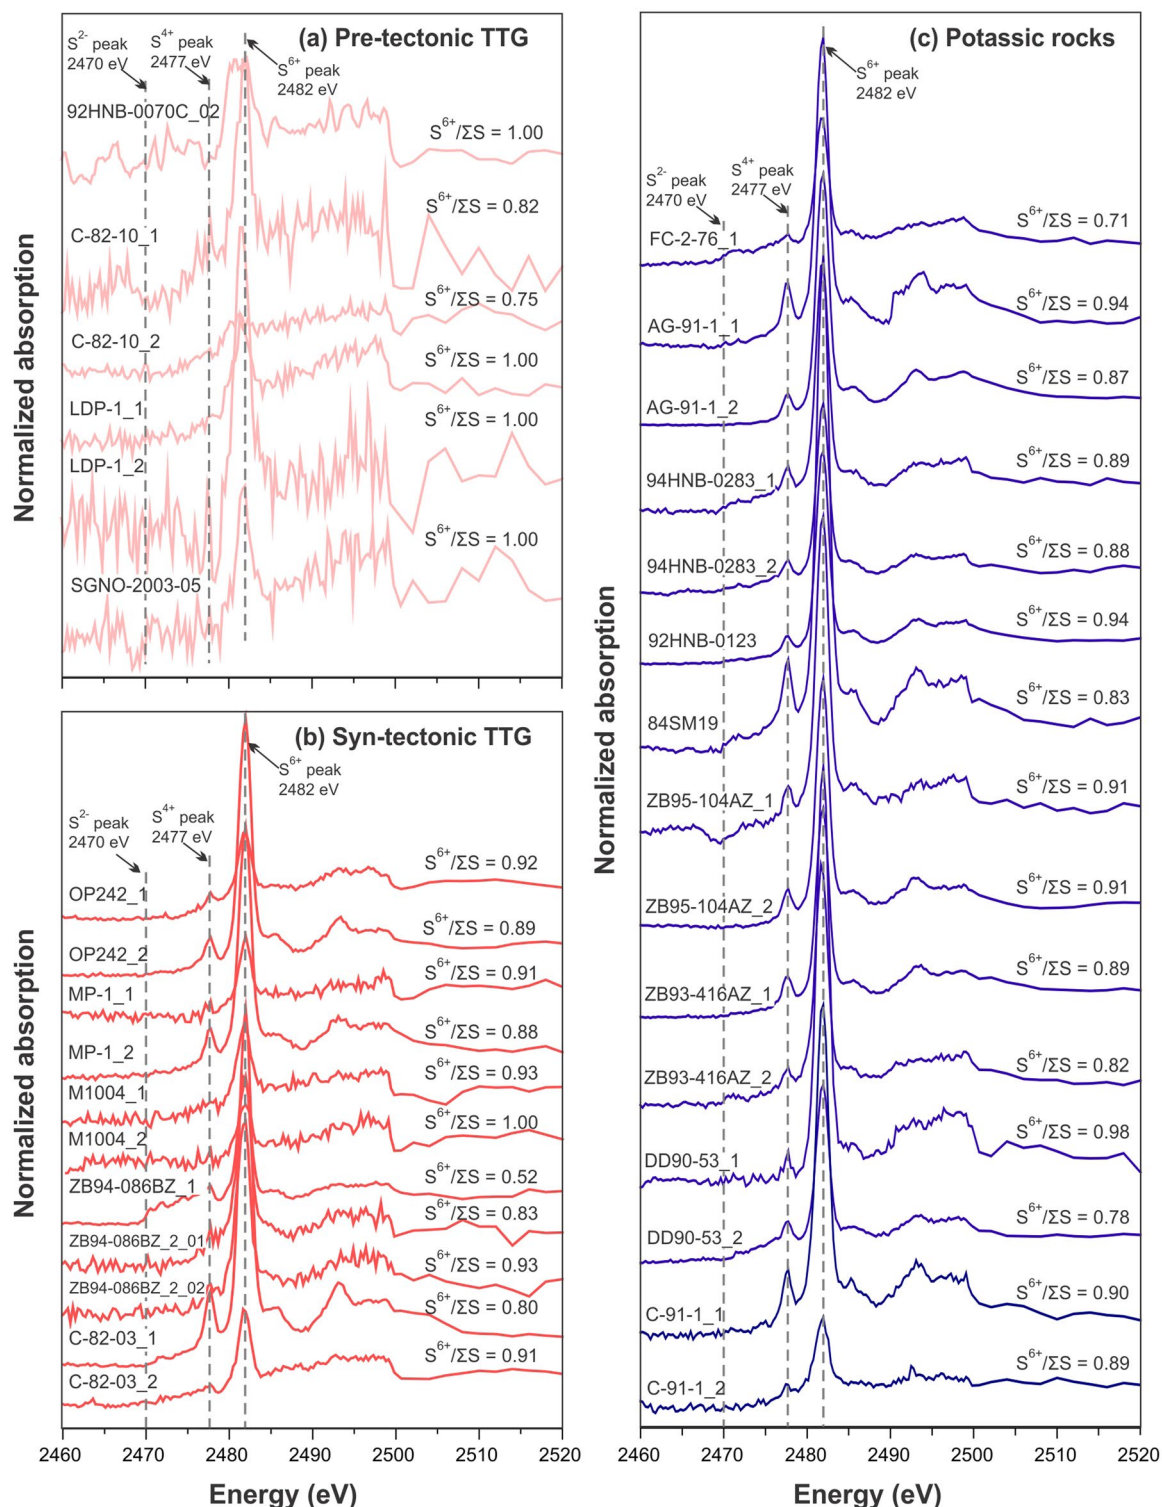 (a) Pre-tectonic TTG
S2- peak
2470 eV
S4+ peak
2477 eV
S6+ peak
2482 eV
92HNB-0070C_02
S6+/ΣS = 1.00
C-82-10_1
S6+/ΣS = 0.82
C-82-10_2
S6+/ΣS = 0.75
LDP-1_1
S6+/ΣS = 1.00
LDP-1_2
S6+/ΣS = 1.00
SGNO-2003-05
S6+/ΣS = 1.00
Normalized absorption
(b) Syn-tectonic TTG
S2- peak
2470 eV
S4+ peak
2477 eV
S6+ peak
2482 eV
OP242_1
S6+/ΣS = 0.92
OP242_2
S6+/ΣS = 0.89
MP-1_1
S6+/ΣS = 0.91
MP-1_2
S6+/ΣS = 0.88
M1004_1
S6+/ΣS = 0.93
M1004_2
S6+/ΣS = 1.00
ZB94-086BZ_1
S6+/ΣS = 0.52
ZB94-086BZ_2_01
S6+/ΣS = 0.83
ZB94-086BZ_2_02
S6+/ΣS = 0.93
C-82-03_1
S6+/ΣS = 0.80
C-82-03_2
S6+/ΣS = 0.91
Normalized absorption
2460 2470 2480 2490 2500 2510 2520
Energy (eV)
(c) Potassic rocks
S6+ peak
2482 eV
S2- peak
2470 eV
S4+ peak
2477 eV
FC-2-76_1
S6+/ΣS = 0.71
AG-91-1_1
S6+/ΣS = 0.94
AG-91-1_2
S6+/ΣS = 0.87
94HNB-0283_1
S6+/ΣS = 0.89
94HNB-0283_2
S6+/ΣS = 0.88
92HNB-0123
S6+/ΣS = 0.94
84SM19
S6+/ΣS = 0.83
ZB95-104AZ_1
S6+/ΣS = 0.91
ZB95-104AZ_2
S6+/ΣS = 0.91
ZB93-416AZ_1
S6+/ΣS = 0.89
ZB93-416AZ_2
S6+/ΣS = 0.82
DD90-53_1
S6+/ΣS = 0.98
DD90-53_2
S6+/ΣS = 0.78
C-91-1_1
S6+/ΣS = 0.90
C-91-1_2
S6+/ΣS = 0.89
Normalized absorption
2460 2470 2480 2490 2500 2510 2520
Energy (eV)